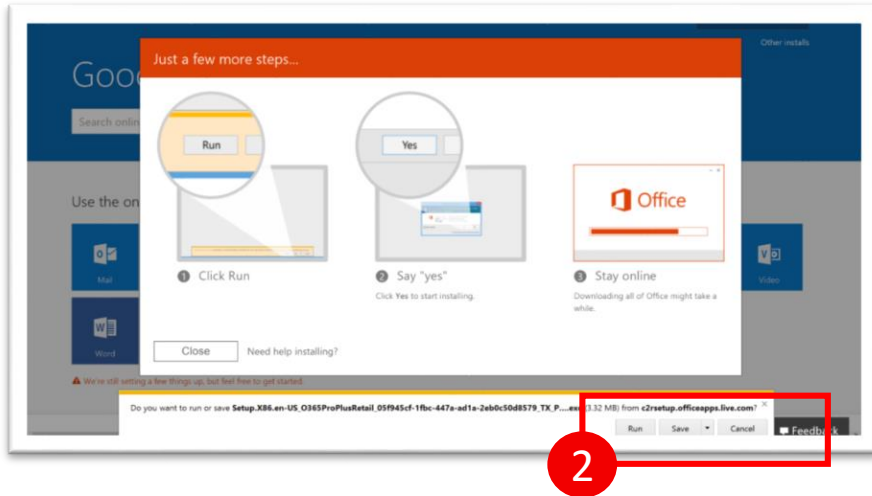 Other installs
Just a few more steps...
Goo
Search onlin
Run
Yes
Office
Use the on
Mail
Video
1 Click Run
2 Say "yes"
3 Stay online
Click Yes to start installing.
Downloading all of Office might take a
while.
Word
Close
Need help installing?
We're still setting a few things up, but feel free to get started.
Do you want to run or save Setup.X86.en-US_O365ProPlusRetail_05f945cf-1fbc-447a-ad1a-2eb0c50d8579_TX_P....exe (3.32 MB) from c2rsetup.officeapps.live.com?
Run
Save
Cancel
Feedback
2